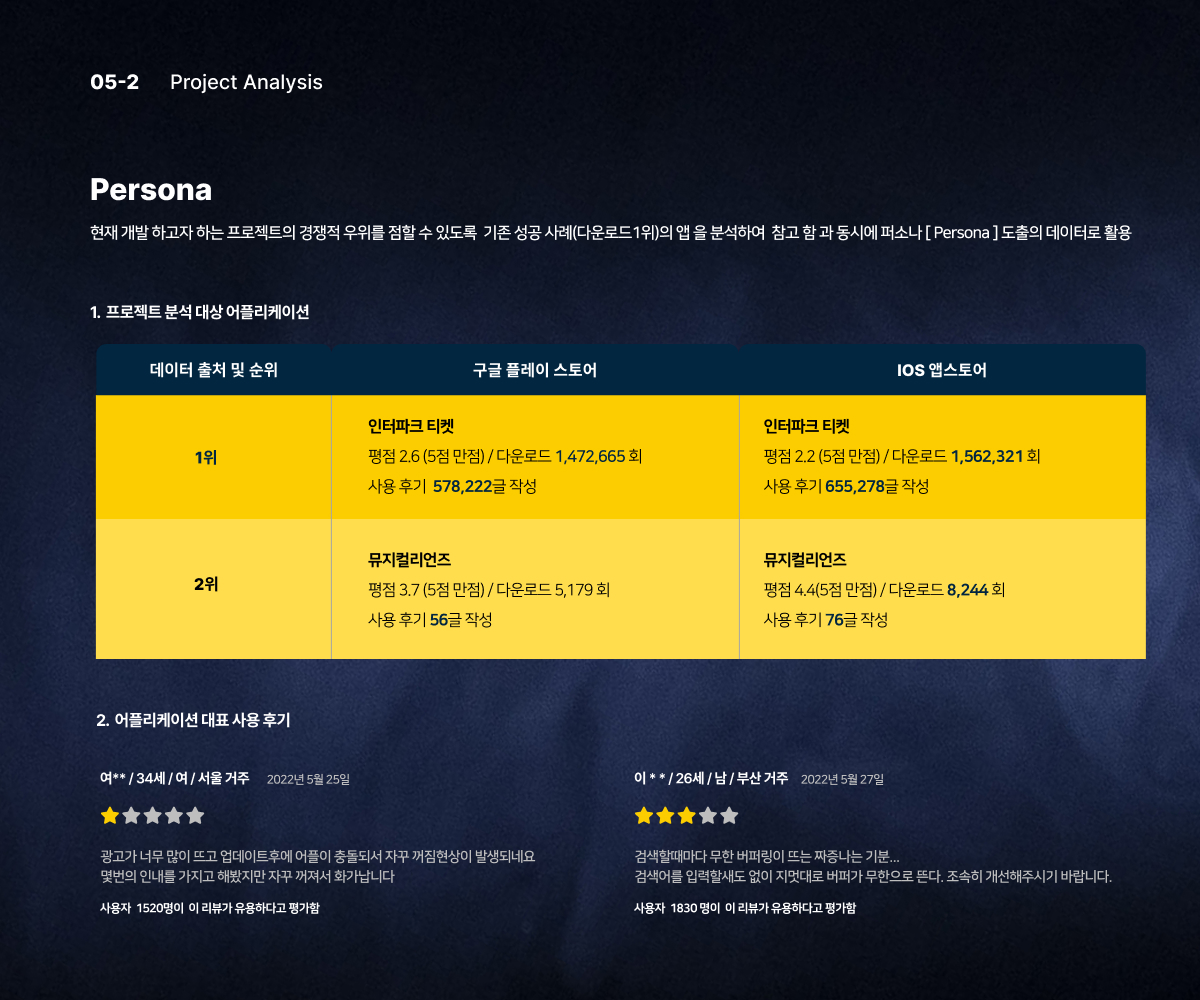 05-2 Project Analysis
Persona
현재 개발 하고자 하는 프로젝트의 경쟁적 우위를 점할 수 있도록 기존 성공 사례(다운로드1위)의 앱 을 분석하여 참고 함 과 동시에 퍼소나 [ Persona ] 도출의 데이터로 활용
1. 프로젝트 분석 대상 어플리케이션
데이터 출처 및 순위 구글 플레이 스토어 IOS 앱스토어
1위
인터파크 티켓
평점 2.6 (5점 만점) / 다운로드 1,472,665 회
사용 후기 578,222글 작성
인터파크 티켓
평점 2.2 (5점 만점) / 다운로드 1,562,321 회
사용 후기 655,278글 작성
2위
뮤지컬리언즈
평점 3.7 (5점 만점) / 다운로드 5,179 회
사용 후기 56글 작성
뮤지컬리언즈
평점 4.4(5점 만점) / 다운로드 8,244 회
사용 후기 76글 작성
2. 어플리케이션 대표 사용 후기
여** / 34세 / 여 / 서울 거주 2022년 5월 25일
광고가 너무 많이 뜨고 업데이트후에 어플이 충돌되서 자꾸 꺼짐현상이 발생되네요
몇번의 인내를 가지고 해봤지만 자꾸 꺼져서 화가납니다
사용자 1520명이 이 리뷰가 유용하다고 평가함
이 * * / 26세 / 남 / 부산 거주 2022년 5월 27일
검색할때마다 무한 버퍼링이 뜨는 짜증나는 기분...
검색어를 입력할새도 없이 지멋대로 버퍼가 무한으로 뜬다. 조속히 개선해주시기 바랍니다.
사용자 1830 명이 이 리뷰가 유용하다고 평가함